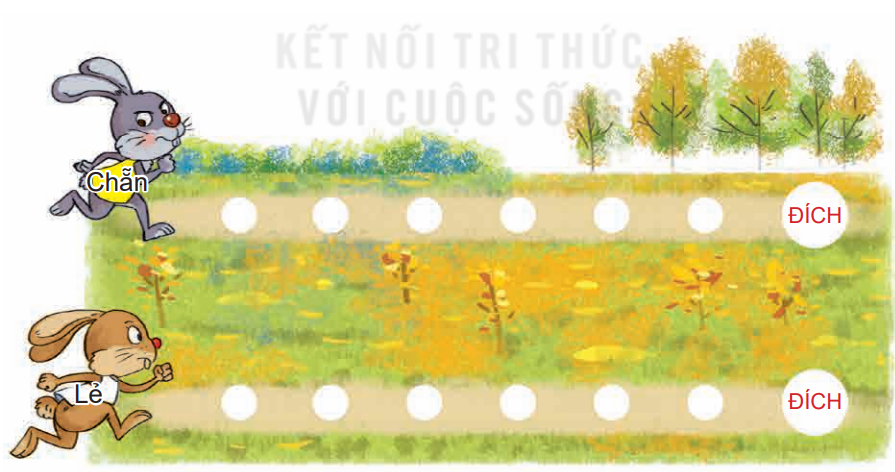 KẾT NỐI TRI THỨC
VỚI CUỘC SỐNG
Chẵn
ĐÍCH
Lẻ
ĐÍCH